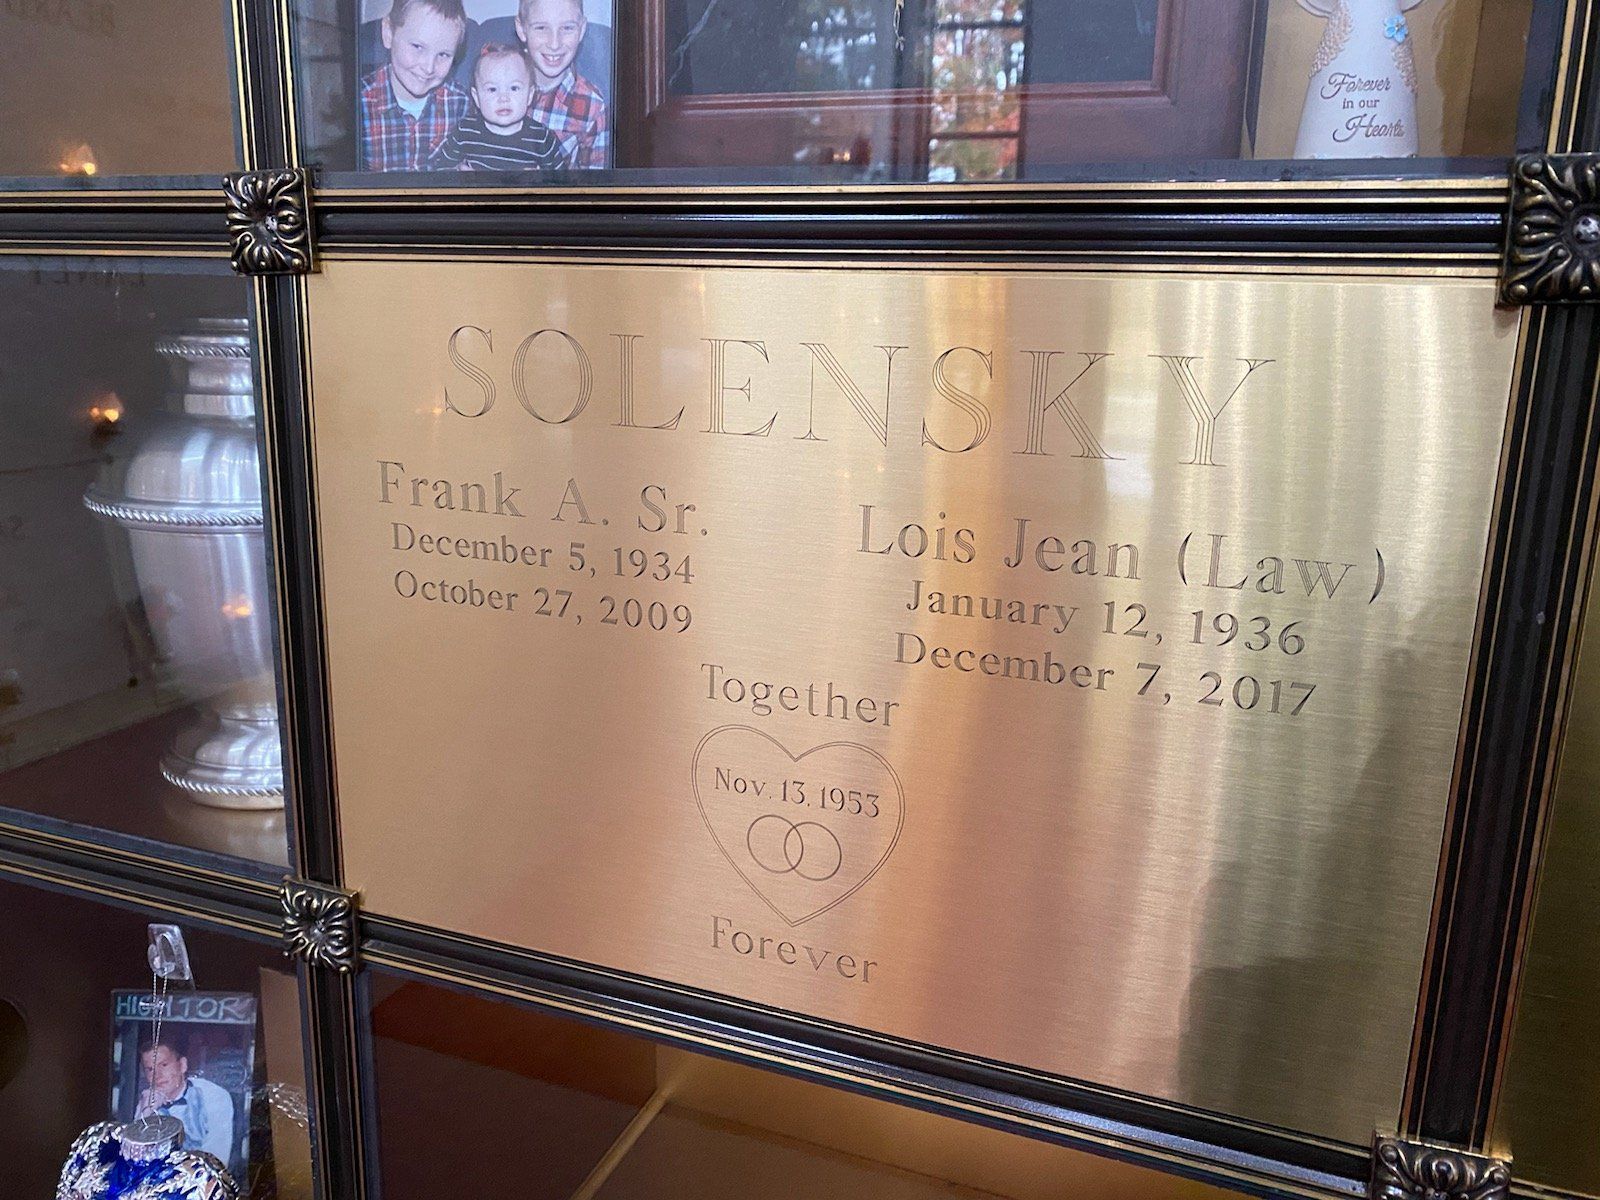 Forever
in our
Hearts
SOLENSKY
Frank A. Sr.
December 5, 1934
October 27, 2009
Lois Jean (Law)
January 12, 1936
December 7, 2017
Together
Nov. 13, 1953
Forever